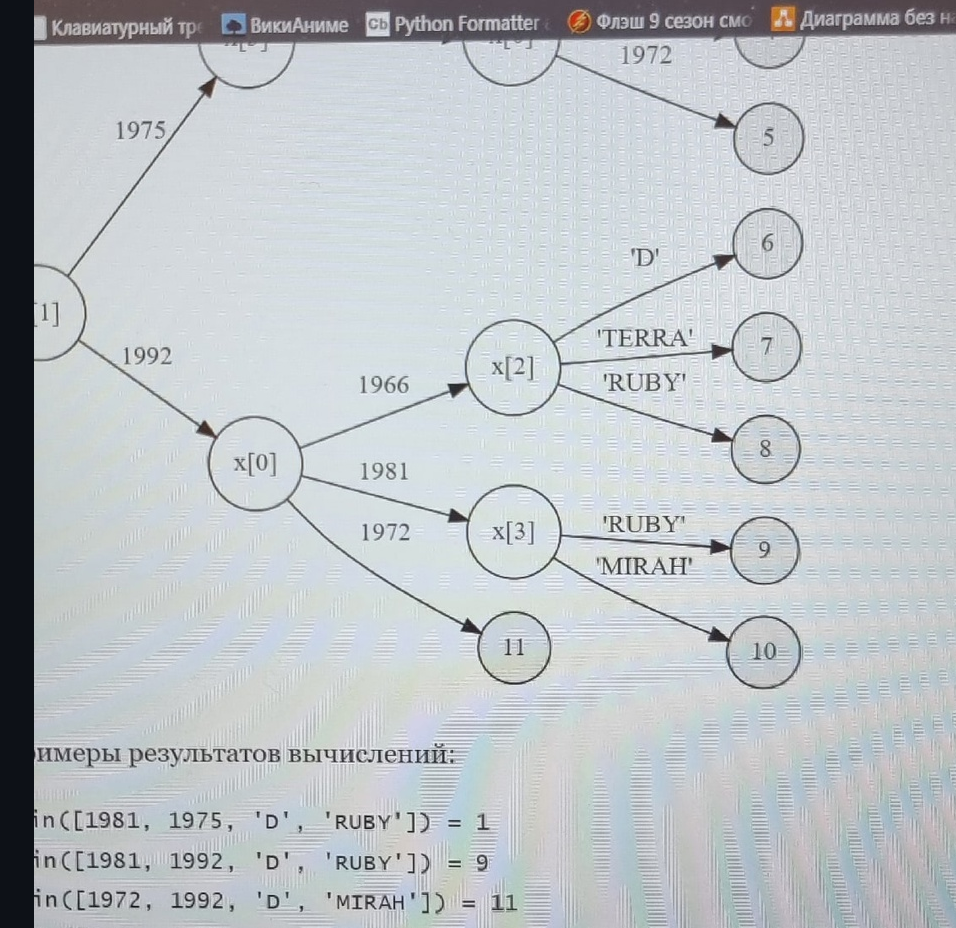 Клавиатурный тр
ВикиАниме
Python Formatter
Флэш 9 сезон смо
Диаграмма без н
1972
1975
5
'D'
6
[1]
1992
'TERRA'
7
1966
x[2]
'RUBY'
8
x[0]
1981
'RUBY'
x[3]
9
1972
'MIRAH'
11
10
имеры результатов вычислений:
in([1981, 1975, 'D', 'RUBY']) = 1
in([1981, 1992, 'D', 'RUBY']) = 9
in([1972, 1992, 'D', 'MIRAH']) = 11